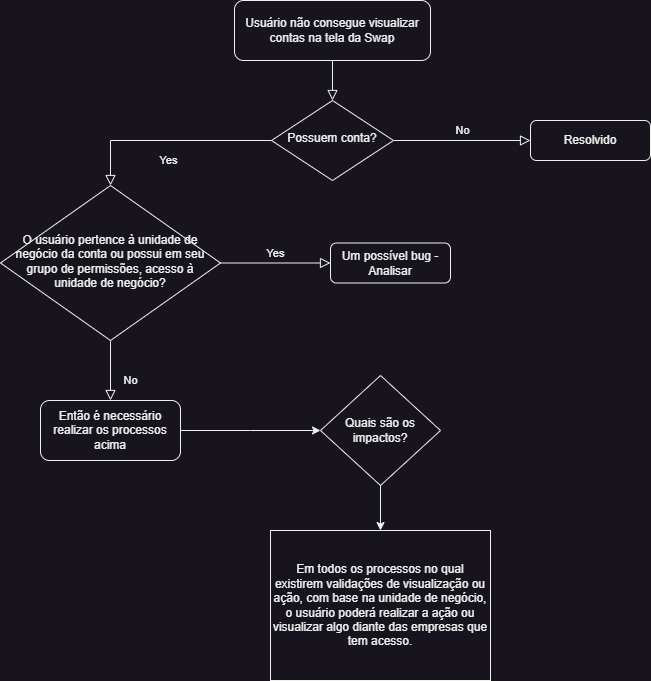 Usuário não consegue visualizar
contas na tela da Swap
Possuem conta?
No
Resolvido
Yes
O usuário pertence à unidade de
negócio da conta ou possui em seu
grupo de permissões, acesso à
unidade de negócio?
Yes
Um possível bug -
Analisar
No
Então é necessário
realizar os processos
acima
Quais são os
impactos?
Em todos os processos no qual
existirem validações de visualização ou
ação, com base na unidade de negócio,
o usuário poderá realizar a ação ou
visualizar algo diante das empresas que
tem acesso.